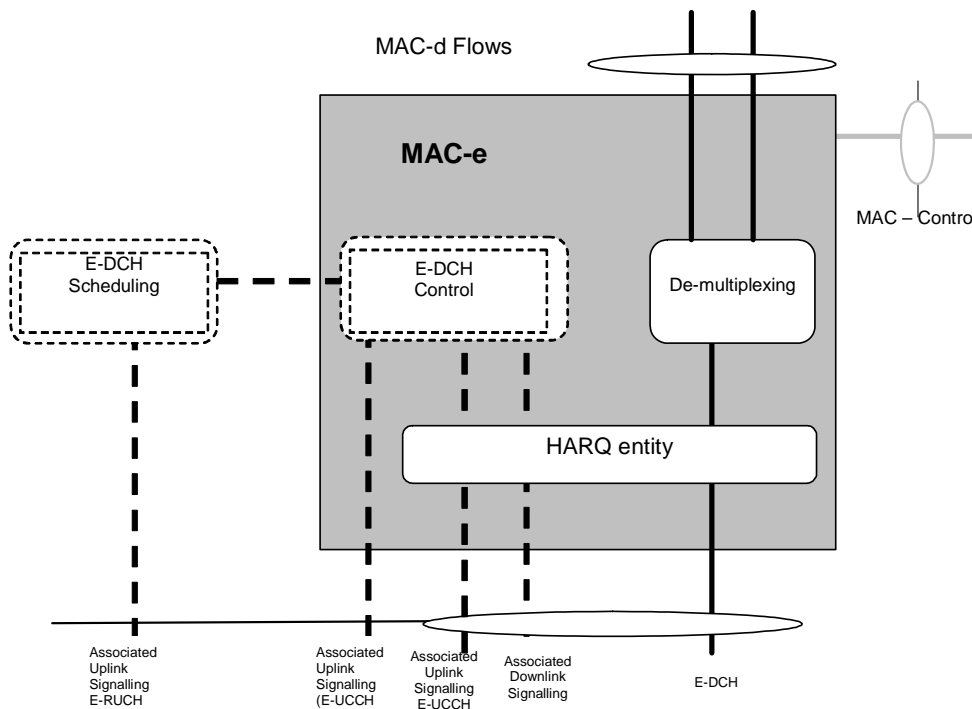 MAC-d Flows
MAC-e
MAC – Control
E-DCH
Scheduling
E-DCH
Control
De-multiplexing
HARQ entity
Associated
Uplink
Signalling
E-RUCH
Associated
Uplink
Signalling
(E-UCCH
Associated
Uplink
Signalling
E-UCCH
Associated
Downlink
Signalling
E-DCH